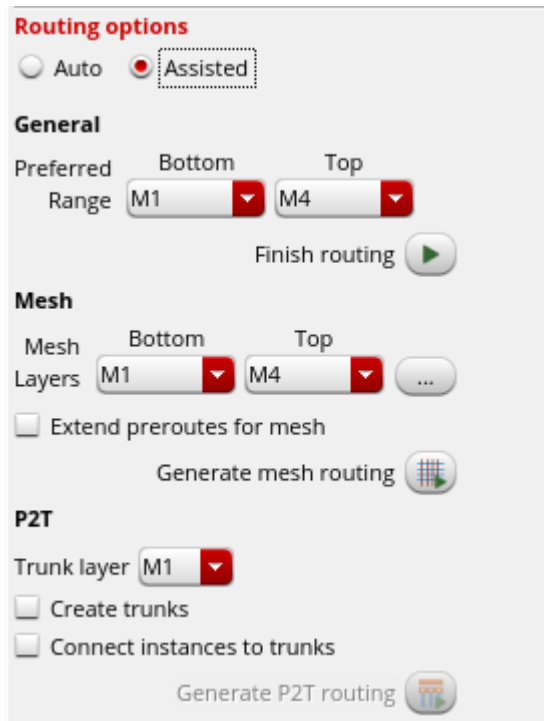 Routing options
Auto Assisted
General
Preferred Range Bottom Top
M1 M4
Finish routing
Mesh
Mesh Layers Bottom Top
M1 M4 ...
Extend preroutes for mesh
Generate mesh routing
P2T
Trunk layer M1
Create trunks
Connect instances to trunks
Generate P2T routing